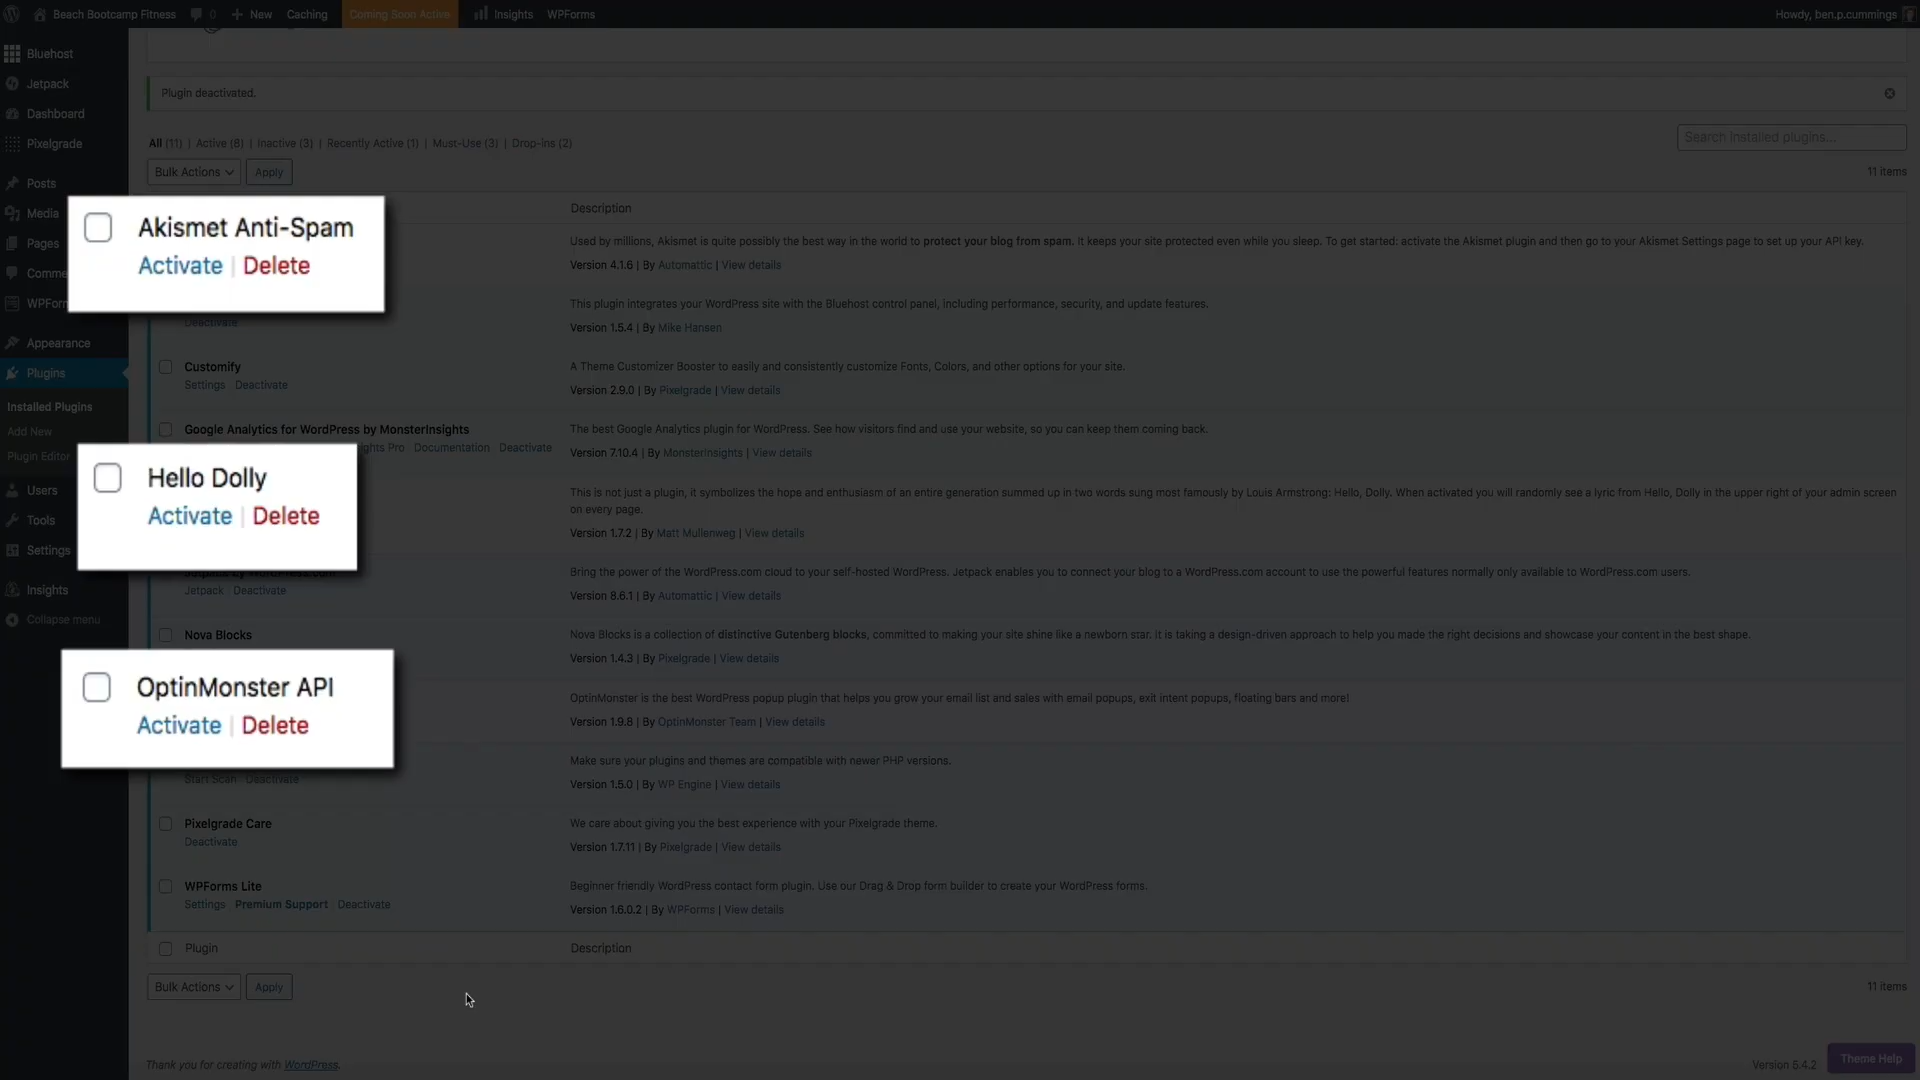 Beach Bootcamp Fitness 0 New Caching Coming Soon Active Insights WPForms Howdy, ben.p.cummings
Bluehost
Jetpack
Dashboard
Pixelgrade
Posts
Media
Pages
Comme
WPForm
Appearance
Plugins
Installed Plugins
Add New
Plugin Editor
Users
Tools
Settings
Insights
Collapse menu
Plugin deactivated.
All (11) | Active (8) | Inactive (3) | Recently Active (1) | Must-Use (3) | Drop-ins (2)
Search installed plugins...
Bulk Actions Apply 11 items
Description
Akismet Anti-Spam
Activate | Delete
Used by millions, Akismet is quite possibly the best way in the world to protect your blog from spam. It keeps your site protected even while you sleep. To get started: activate the Akismet plugin and then go to your Akismet Settings page to set up your API key.
Version 4.1.6 | By Automattic | View details
Deactivate
This plugin integrates your WordPress site with the Bluehost control panel, including performance, security, and update features.
Version 1.5.4 | By Mike Hansen
Customify
Settings Deactivate
A Theme Customizer Booster to easily and consistently customize Fonts, Colors, and other options for your site.
Version 2.9.0 | By Pixelgrade | View details
Google Analytics for WordPress by MonsterInsights
ghts Pro Documentation Deactivate
The best Google Analytics plugin for WordPress. See how visitors find and use your website, so you can keep them coming back.
Version 7.10.4 | By MonsterInsights | View details
Hello Dolly
Activate | Delete
This is not just a plugin, it symbolizes the hope and enthusiasm of an entire generation summed up in two words sung most famously by Louis Armstrong: Hello, Dolly. When activated you will randomly see a lyric from Hello, Dolly in the upper right of your admin screen
on every page.
Version 1.7.2 | By Matt Mullenweg | View details
Jetpack Deactivate
Bring the power of the WordPress.com cloud to your self-hosted WordPress. Jetpack enables you to connect your blog to a WordPress.com account to use the powerful features normally only available to WordPress.com users.
Version 8.6.1 | By Automattic | View details
Nova Blocks
Nova Blocks is a collection of distinctive Gutenberg blocks, committed to making your site shine like a newborn star. It is taking a design-driven approach to help you made the right decisions and showcase your content in the best shape.
Version 1.4.3 | By Pixelgrade | View details
OptinMonster API
Activate | Delete
OptinMonster is the best WordPress popup plugin that helps you grow your email list and sales with email popups, exit intent popups, floating bars and more!
Version 1.9.8 | By OptinMonster Team | View details
Start Scan Deactivate
Make sure your plugins and themes are compatible with newer PHP versions.
Version 1.5.0 | By WP Engine | View details
Pixelgrade Care
Deactivate
We care about giving you the best experience with your Pixelgrade theme.
Version 1.7.11 | By Pixelgrade | View details
WPForms Lite
Settings Premium Support Deactivate
Beginner friendly WordPress contact form plugin. Use our Drag & Drop form builder to create your WordPress forms.
Version 1.6.0.2 | By WPForms | View details
Plugin Description
Bulk Actions Apply 11 items
Thank you for creating with WordPress. Version 5.4.2
Theme Help